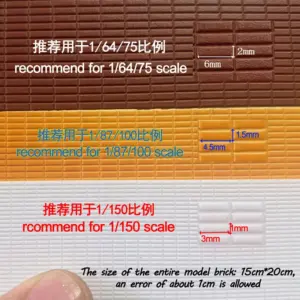 推荐用于1/64/75比例
recommend for 1/64/75 scale
2mm
6mm
推荐用于1/87/100比例
recommend for 1/87/100 scale
1.5mm
4.5mm
推荐用于1/150比例
rcommend for 1/150 scale
1mm
3mm
The size of the entire model brick: 15cm*20cm,
an error of about 1cm is allowed